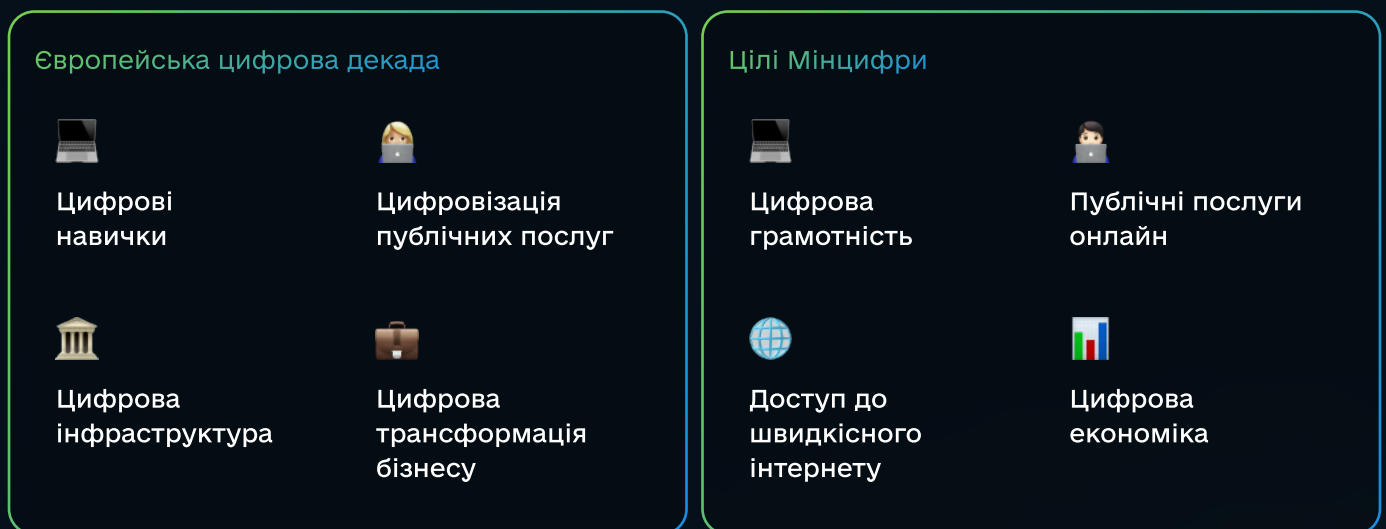 Європейська цифрова декада
Цифрові
навички
Цифровізація
публічних послуг
Цифрова
інфраструктура
Цифрова
трансформація
бізнесу
Цілі Мінцифри
Цифрова
грамотність
Публічні послуги
онлайн
Доступ до
швидкісного
інтернету
Цифрова
економіка